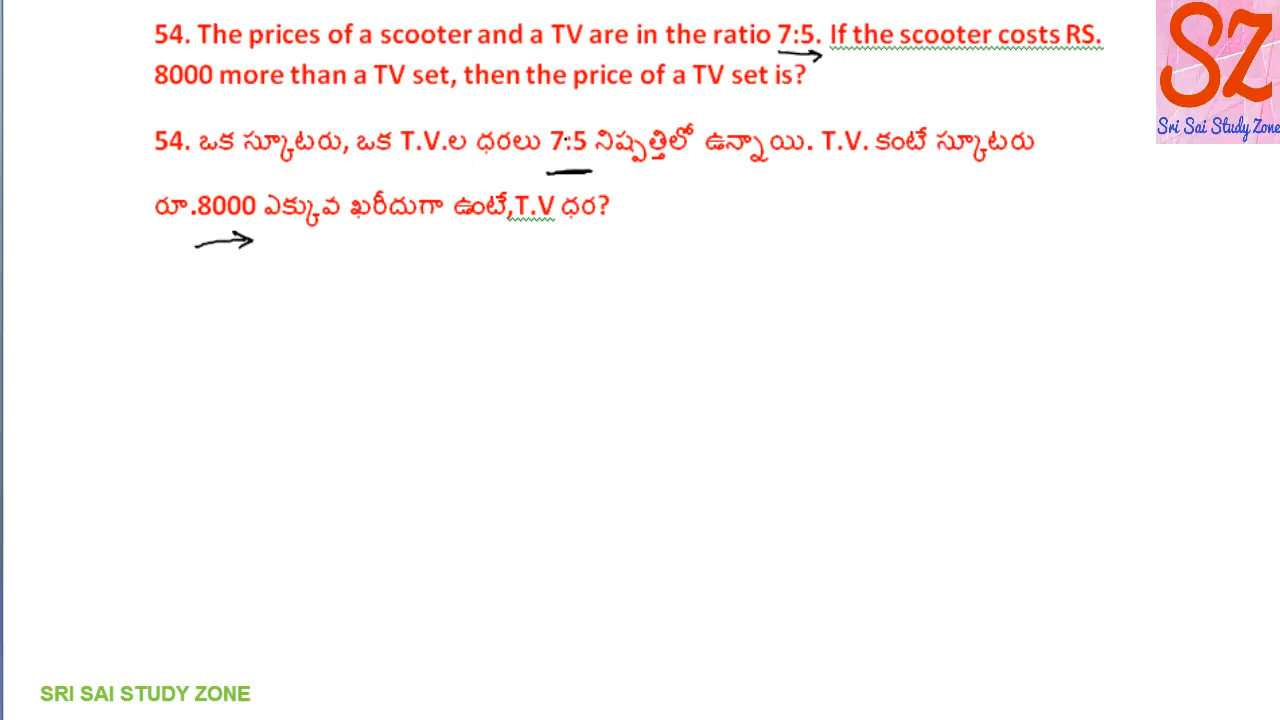 54. The prices of a scooter and a TV are in the ratio 7:5. If the scooter costs RS.
8000 more than a TV set, then the price of a TV set is?
54. ఒక స్కూటరు, ఒక T.V.ల ధరలు 7:5 నిష్పత్తిలో ఉన్నాయి. T.V. కంటే స్కూటరు
రూ.8000 ఎక్కువ ఖరీదుగా ఉంటే,T.V ధర?
SZ
Sri Sai Study Zone
SRI SAI STUDY ZONE